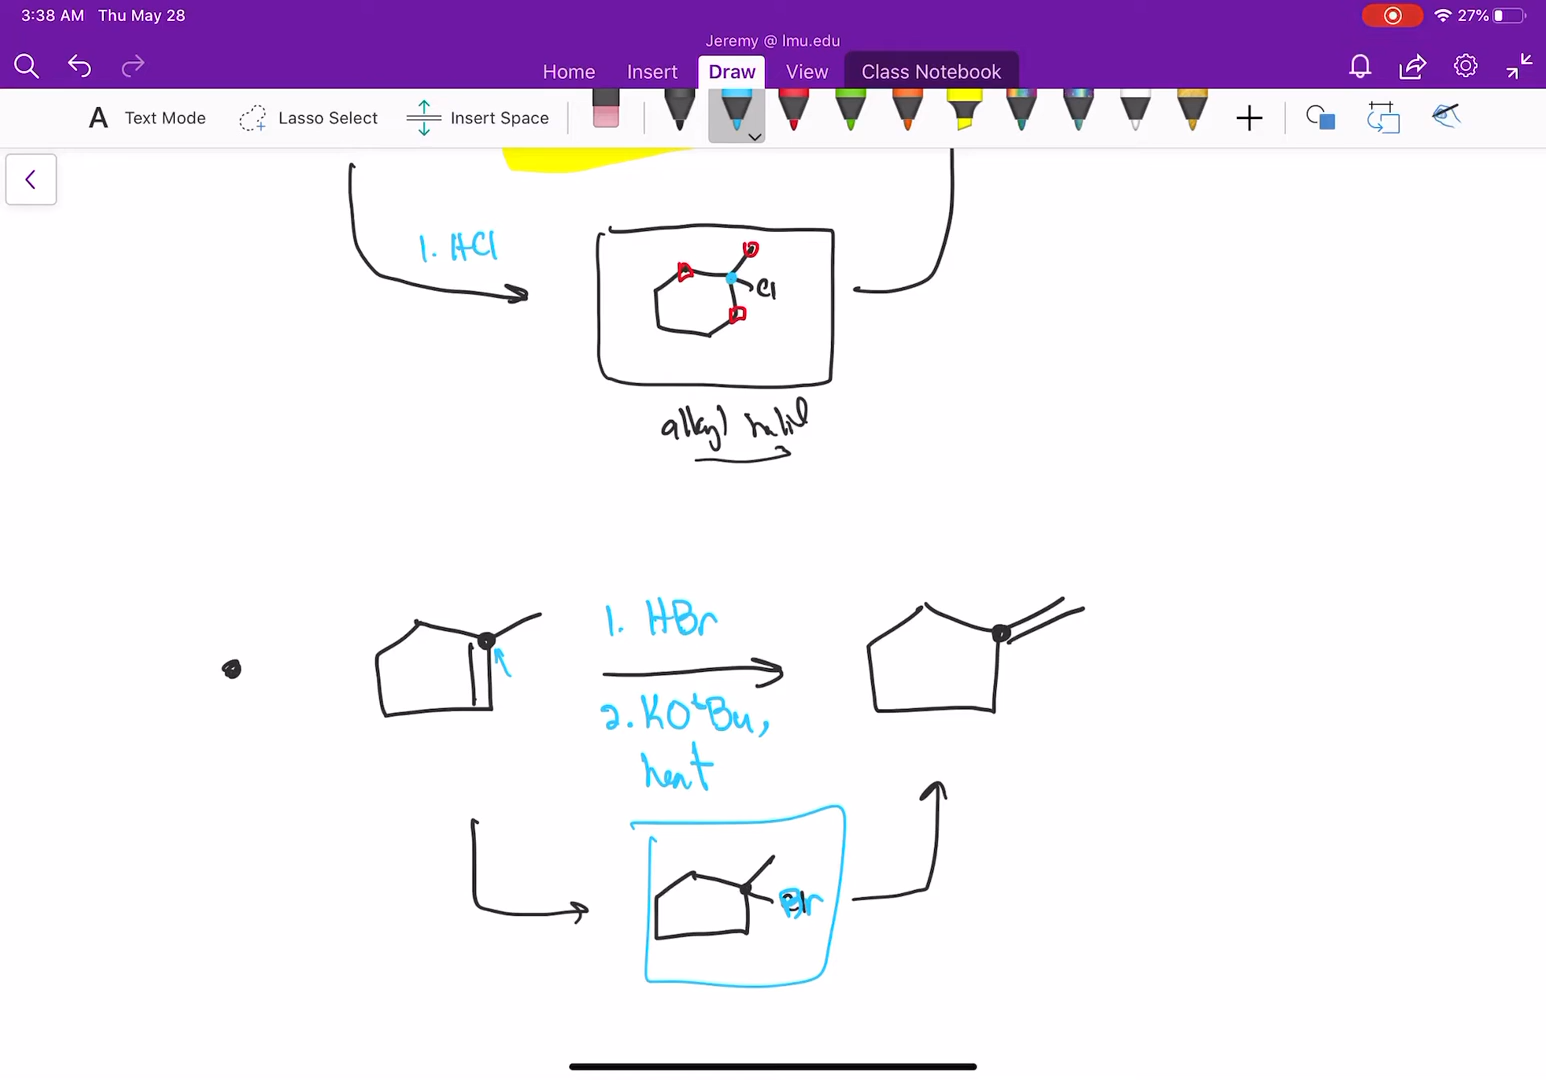 3:38 AM Thu May 28
27%
Jeremy @ lmu.edu
Home Insert Draw View Class Notebook
A Text Mode Lasso Select Insert Space
1. HCl
Cl
alkyl
1. HBr
2. KOtBu,
heat
Br